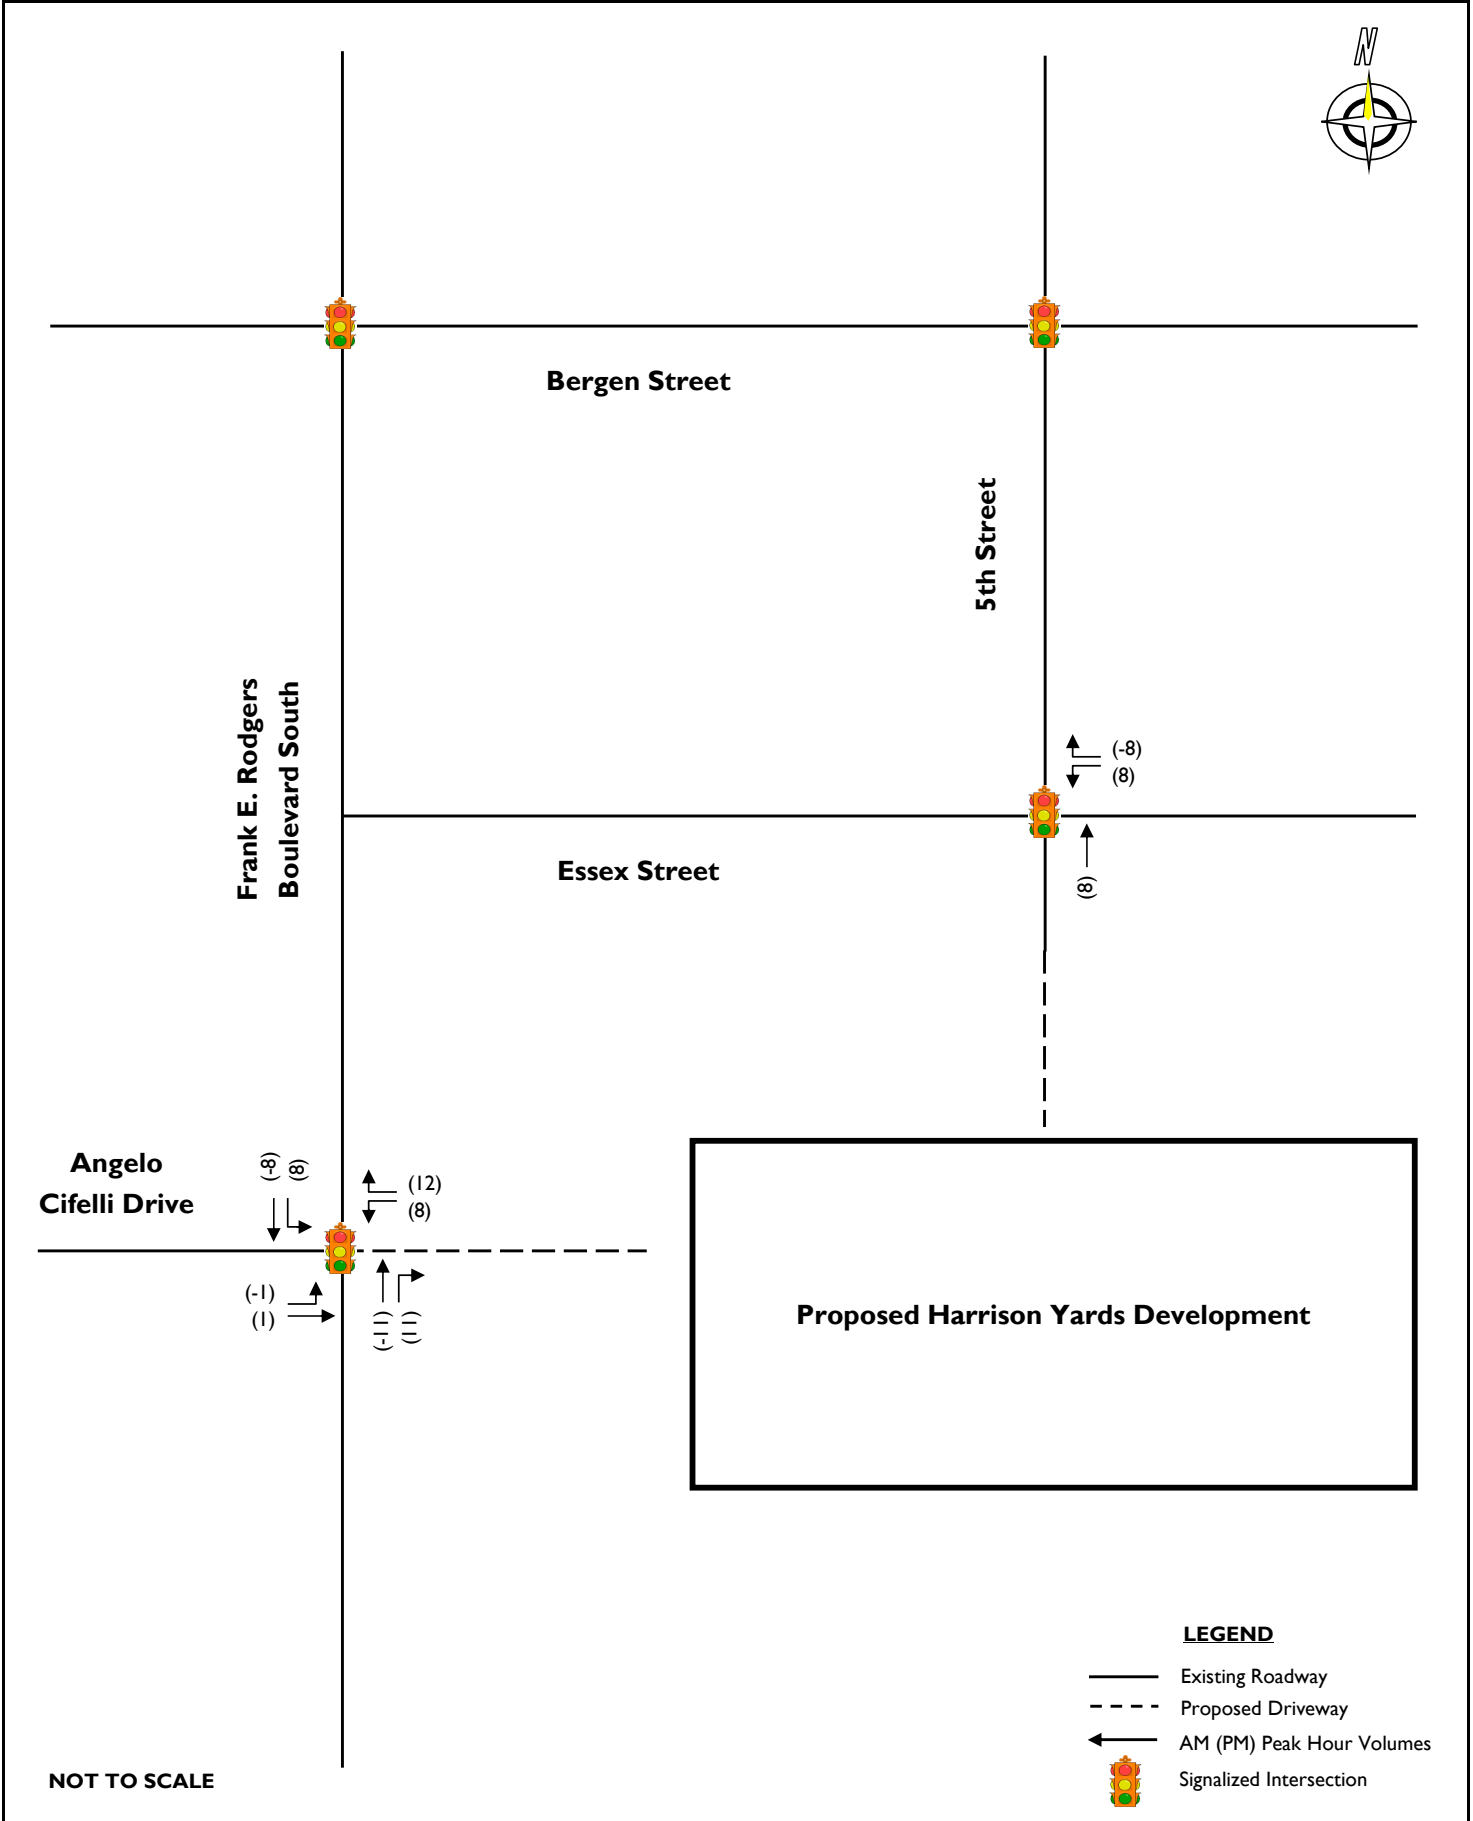 N
Bergen Street
5th Street
Frank E. Rodgers
Boulevard South
(-8)
(8)
Essex Street
(8)
Angelo
Cifelli Drive
(-8)
(8)
(12)
(8)
(-1)
(1)
(-11)
(11)
Proposed Harrison Yards Development
LEGEND
Existing Roadway
Proposed Driveway
AM (PM) Peak Hour Volumes
Signalized Intersection
NOT TO SCALE